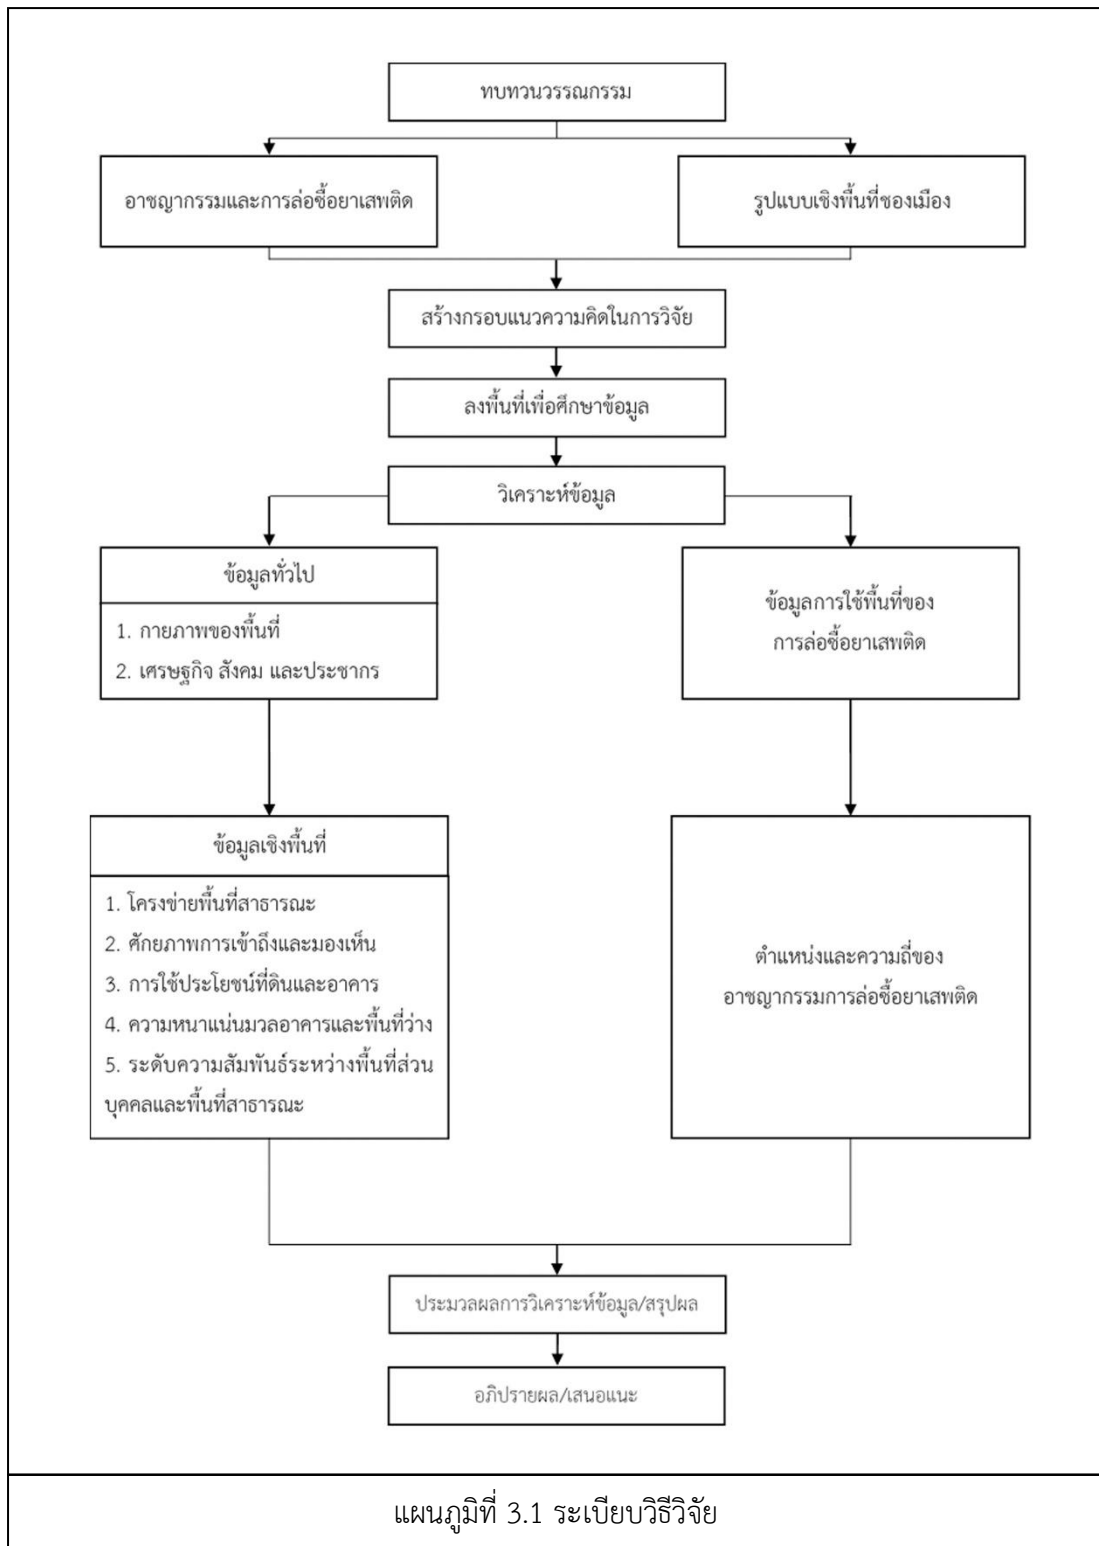 ทบทวนวรรณกรรม
อาชญากรรมและการล่อซื้อยาเสพติด
รูปแบบเชิงพื้นที่ของเมือง
สร้างกรอบแนวความคิดในการวิจัย
ลงพื้นที่เพื่อศึกษาข้อมูล
วิเคราะห์ข้อมูล
ข้อมูลทั่วไป
1. กายภาพของพื้นที่
2. เศรษฐกิจ สังคม และประชากร
ข้อมูลการใช้พื้นที่ของ
การล่อซื้อยาเสพติด
ข้อมูลเชิงพื้นที่
1. โครงข่ายพื้นที่สาธารณะ
2. ศักยภาพการเข้าถึงและมองเห็น
3. การใช้ประโยชน์ที่ดินและอาคาร
4. ความหนาแน่นมวลอาคารและพื้นที่ว่าง
5. ระดับความสัมพันธ์ระหว่างพื้นที่ส่วน
บุคคลและพื้นที่สาธารณะ
ตำแหน่งและความถี่ของ
อาชญากรรมการล่อซื้อยาเสพติด
ประมวลผลการวิเคราะห์ข้อมูล/สรุปผล
อภิปรายผล/เสนอแนะ
แผนภูมิที่ 3.1 ระเบียบวิธีวิจัย